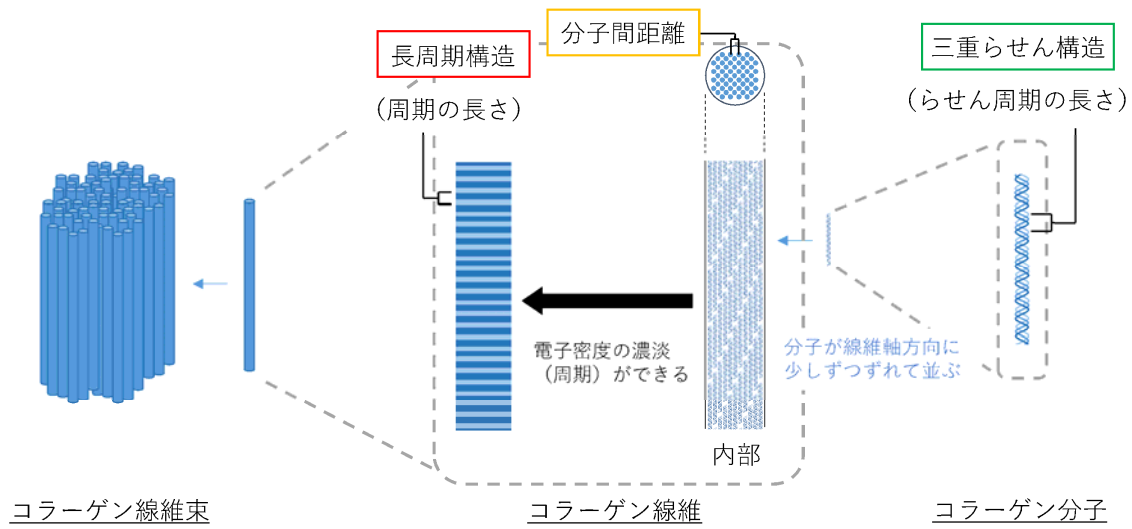 長周期構造
(周期の長さ)
分子間距離
三重らせん構造
(らせん周期の長さ)
電子密度の濃淡
(周期)ができる
分子が線維軸方向に
少しずつずれて並ぶ
内部
コラーゲン線維束
コラーゲン線維
コラーゲン分子